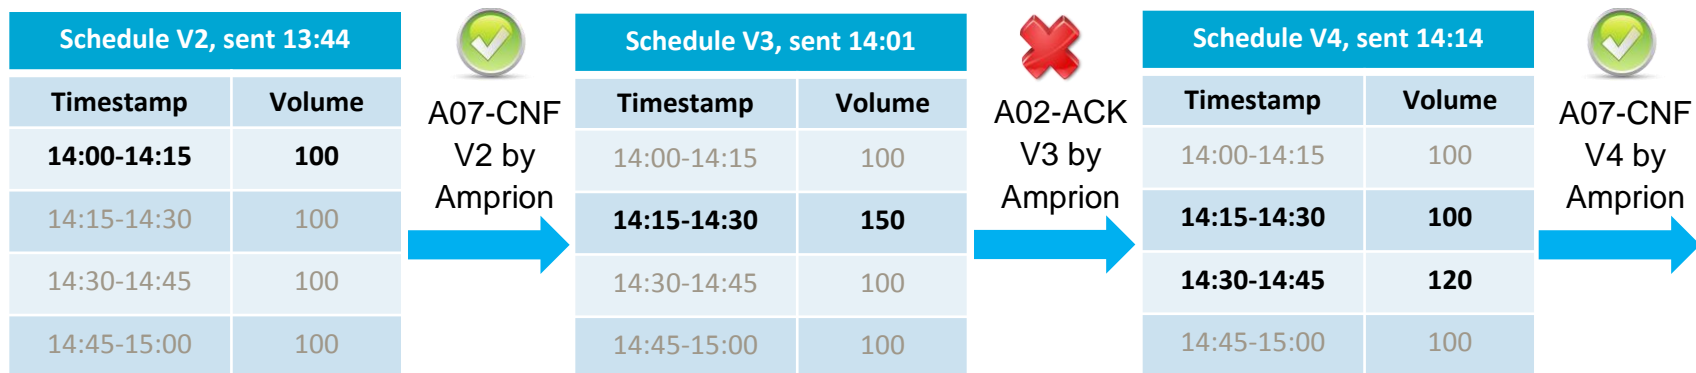 Schedule V2, sent 13:44
Timestamp Volume
14:00-14:15 100
14:15-14:30 100
14:30-14:45 100
14:45-15:00 100
A07-CNF
V2 by
Amprion
Schedule V3, sent 14:01
Timestamp Volume
14:00-14:15 100
14:15-14:30 150
14:30-14:45 100
14:45-15:00 100
A02-ACK
V3 by
Amprion
Schedule V4, sent 14:14
Timestamp Volume
14:00-14:15 100
14:15-14:30 100
14:30-14:45 120
14:45-15:00 100
A07-CNF
V4 by
Amprion